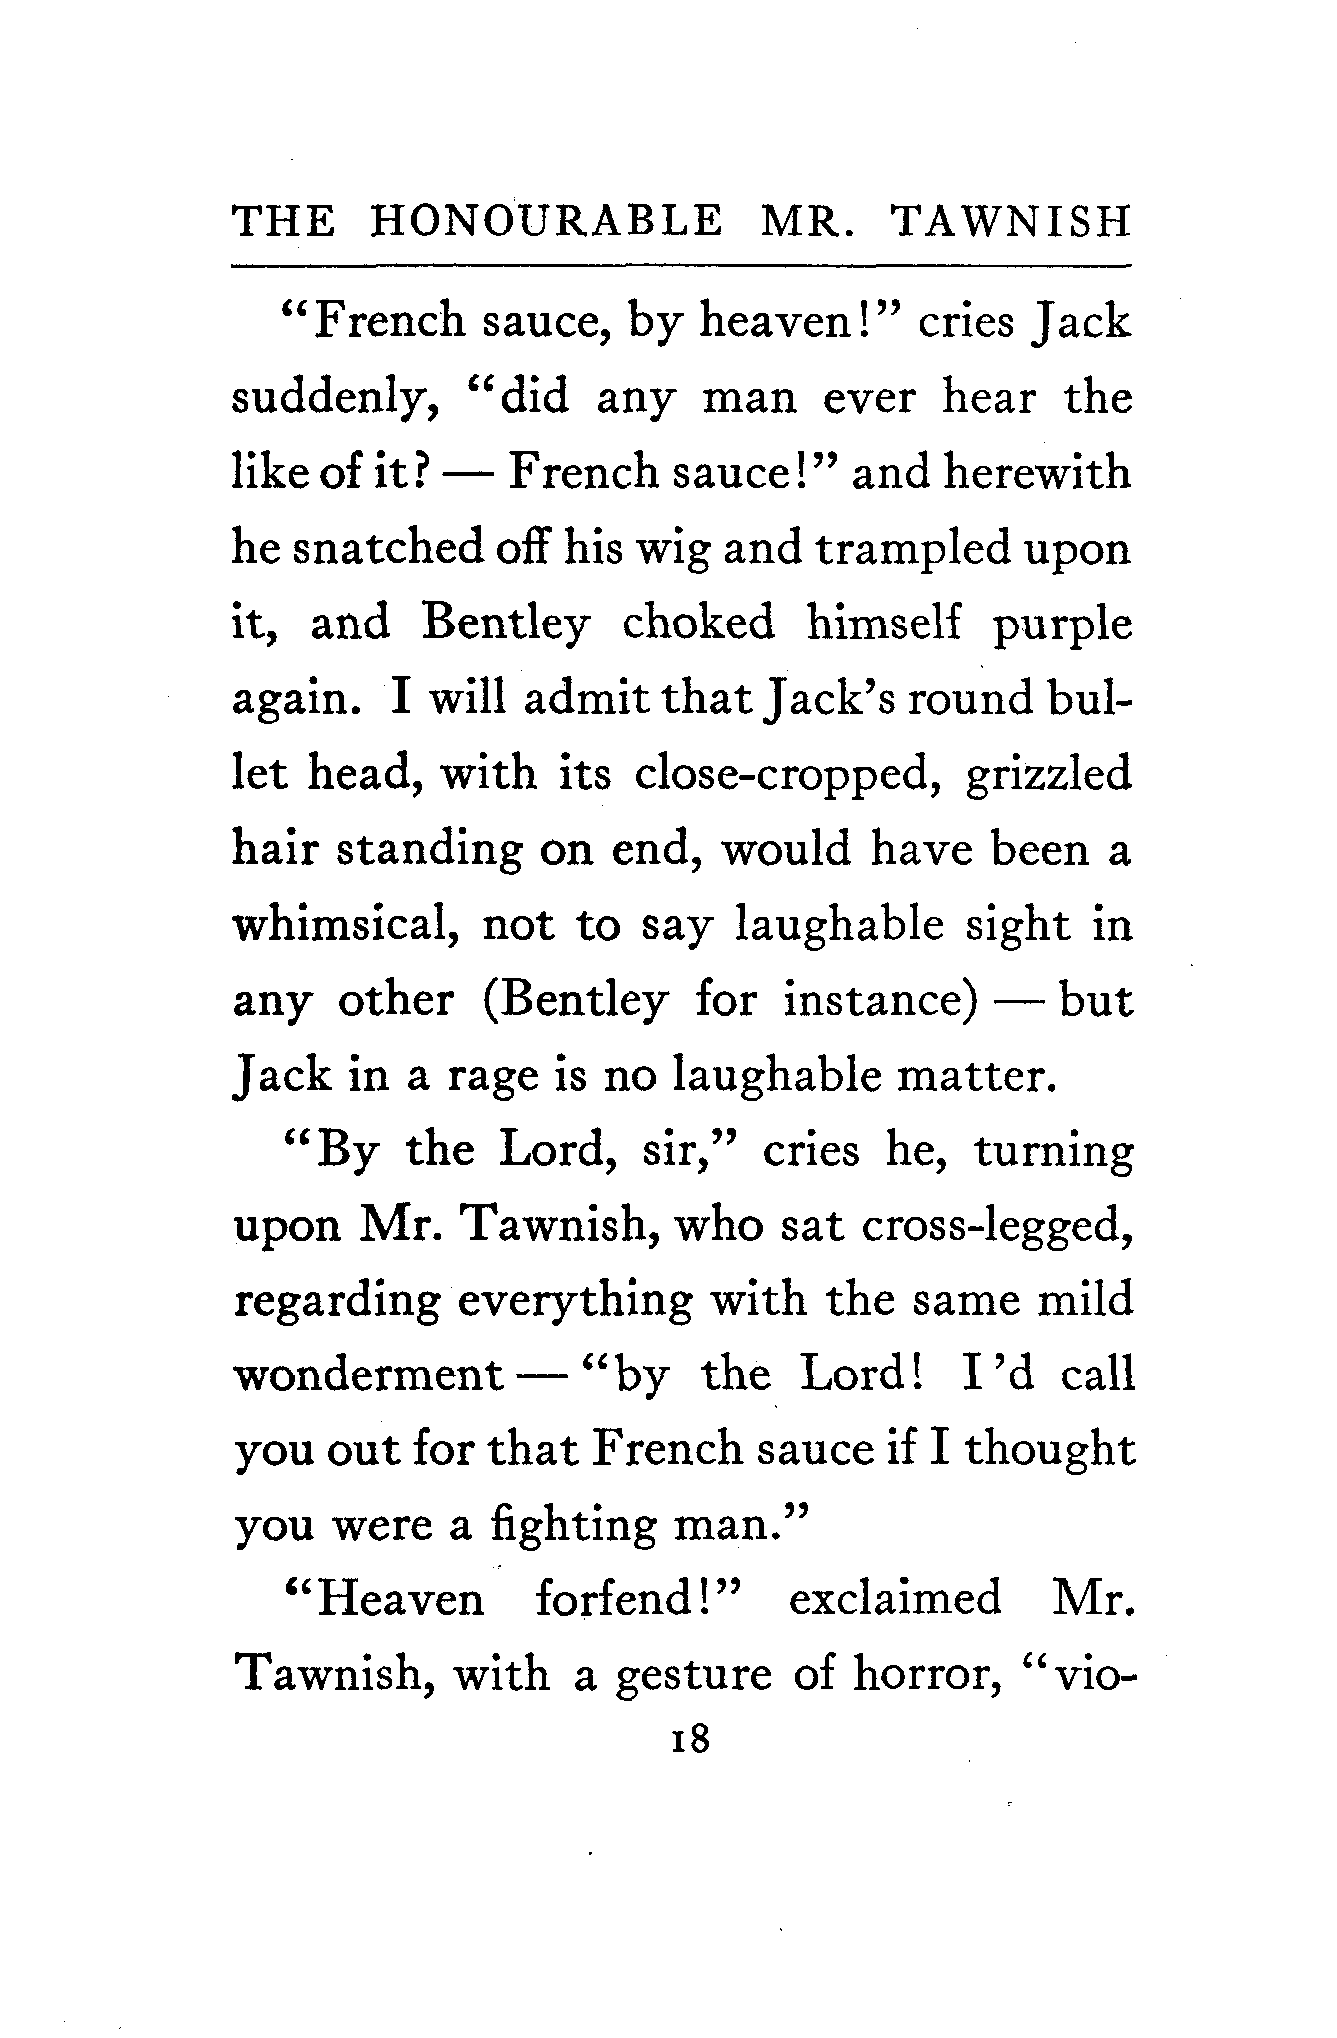 THE HONOURABLE MR. TAWNISH
“French sauce, by heaven!” cries Jack
suddenly, “did any man ever hear the
like of it? — French sauce!” and herewith
he snatched off his wig and trampled upon
it, and Bentley choked himself purple
again. I will admit that Jack’s round bul-
let head, with its close-cropped, grizzled
hair standing on end, would have been a
whimsical, not to say laughable sight in
any other (Bentley for instance) — but
Jack in a rage is no laughable matter.
“By the Lord, sir,” cries he, turning
upon Mr. Tawnish, who sat cross-legged,
regarding everything with the same mild
wonderment — “by the Lord! I’d call
you out for that French sauce if I thought
you were a fighting man.”
“Heaven forfend!” exclaimed Mr.
Tawnish, with a gesture of horror, “vio-
18